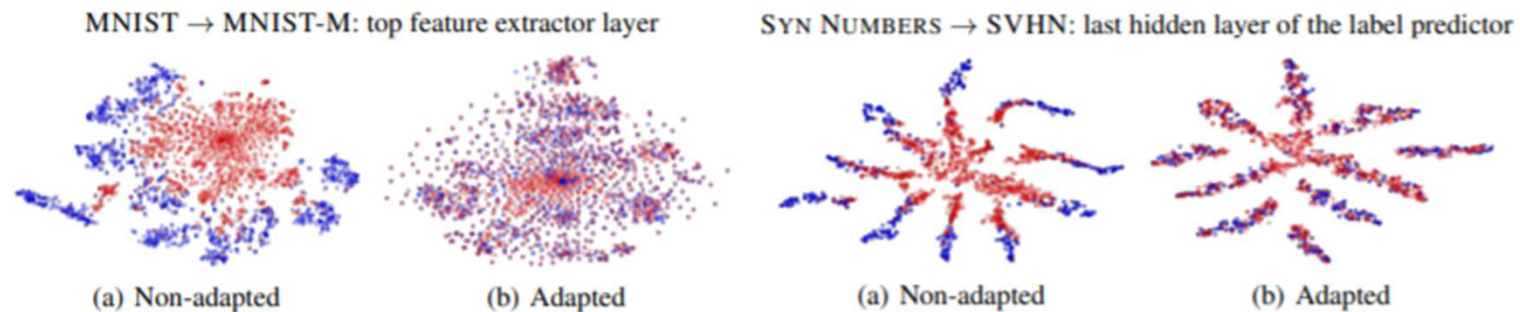 MNIST → MNIST-M: top feature extractor layer
SYN NUMBERS → SVHN: last hidden layer of the label predictor
(a) Non-adapted
(b) Adapted
(a) Non-adapted
(b) Adapted